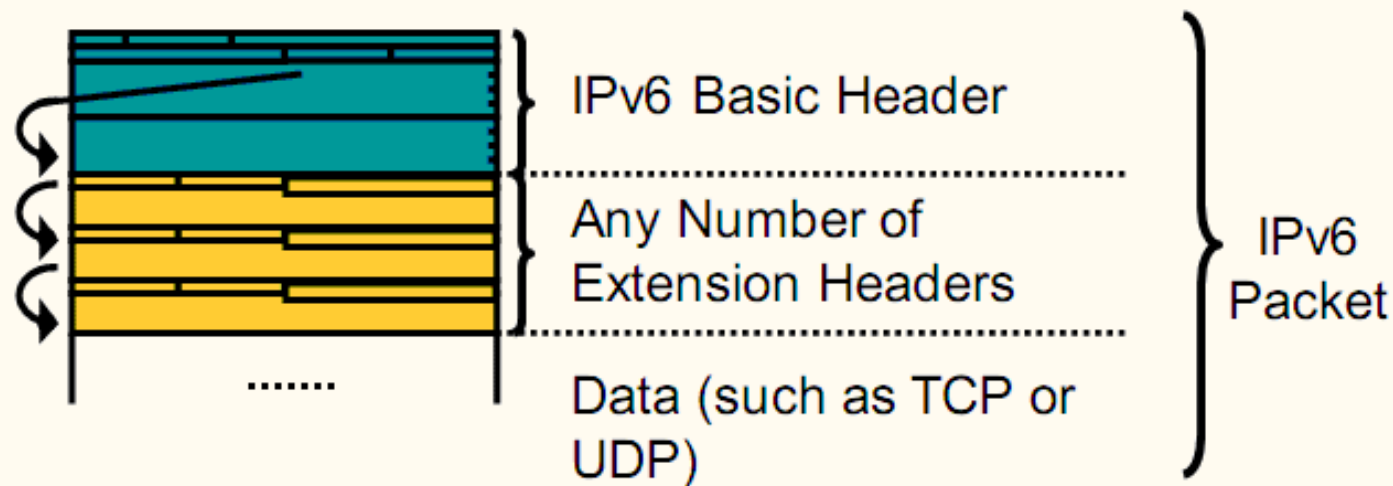 IPv6 Basic Header
Any Number of
Extension Headers
IPv6
Packet
Data (such as TCP or
UDP)
.......